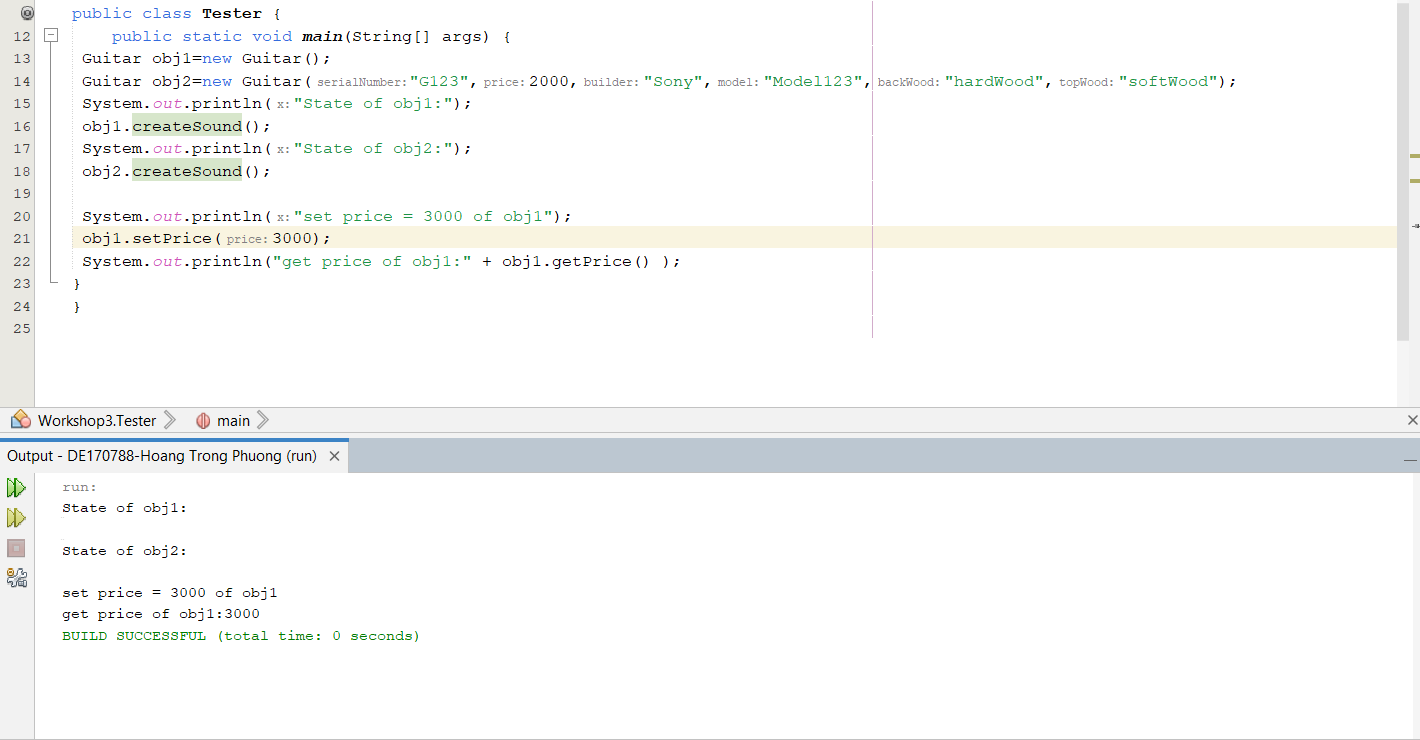 public class Tester {
12 public static void main(String[] args) {
13 Guitar obj1=new Guitar();
14 Guitar obj2=new Guitar( serialNumber: "G123", price: 2000, builder: "Sony", model: "Model123", backWood: "hardWood", topWood: "softWood");
15 System.out.println( x: "State of obj1:");
16 obj1.createSound();
17 System.out.println( x: "State of obj2:");
18 obj2.createSound();
19
20 System.out.println( x: "set price = 3000 of obj1");
21 obj1.setPrice( price: 3000);
22 System.out.println("get price of obj1:" + obj1.getPrice() );
23 }
24 }
25
Workshop3.Tester main
Output - DE170788-Hoang Trong Phuong (run)
run:
State of obj1:
State of obj2:
set price = 3000 of obj1
get price of obj1:3000
BUILD SUCCESSFUL (total time: 0 seconds)